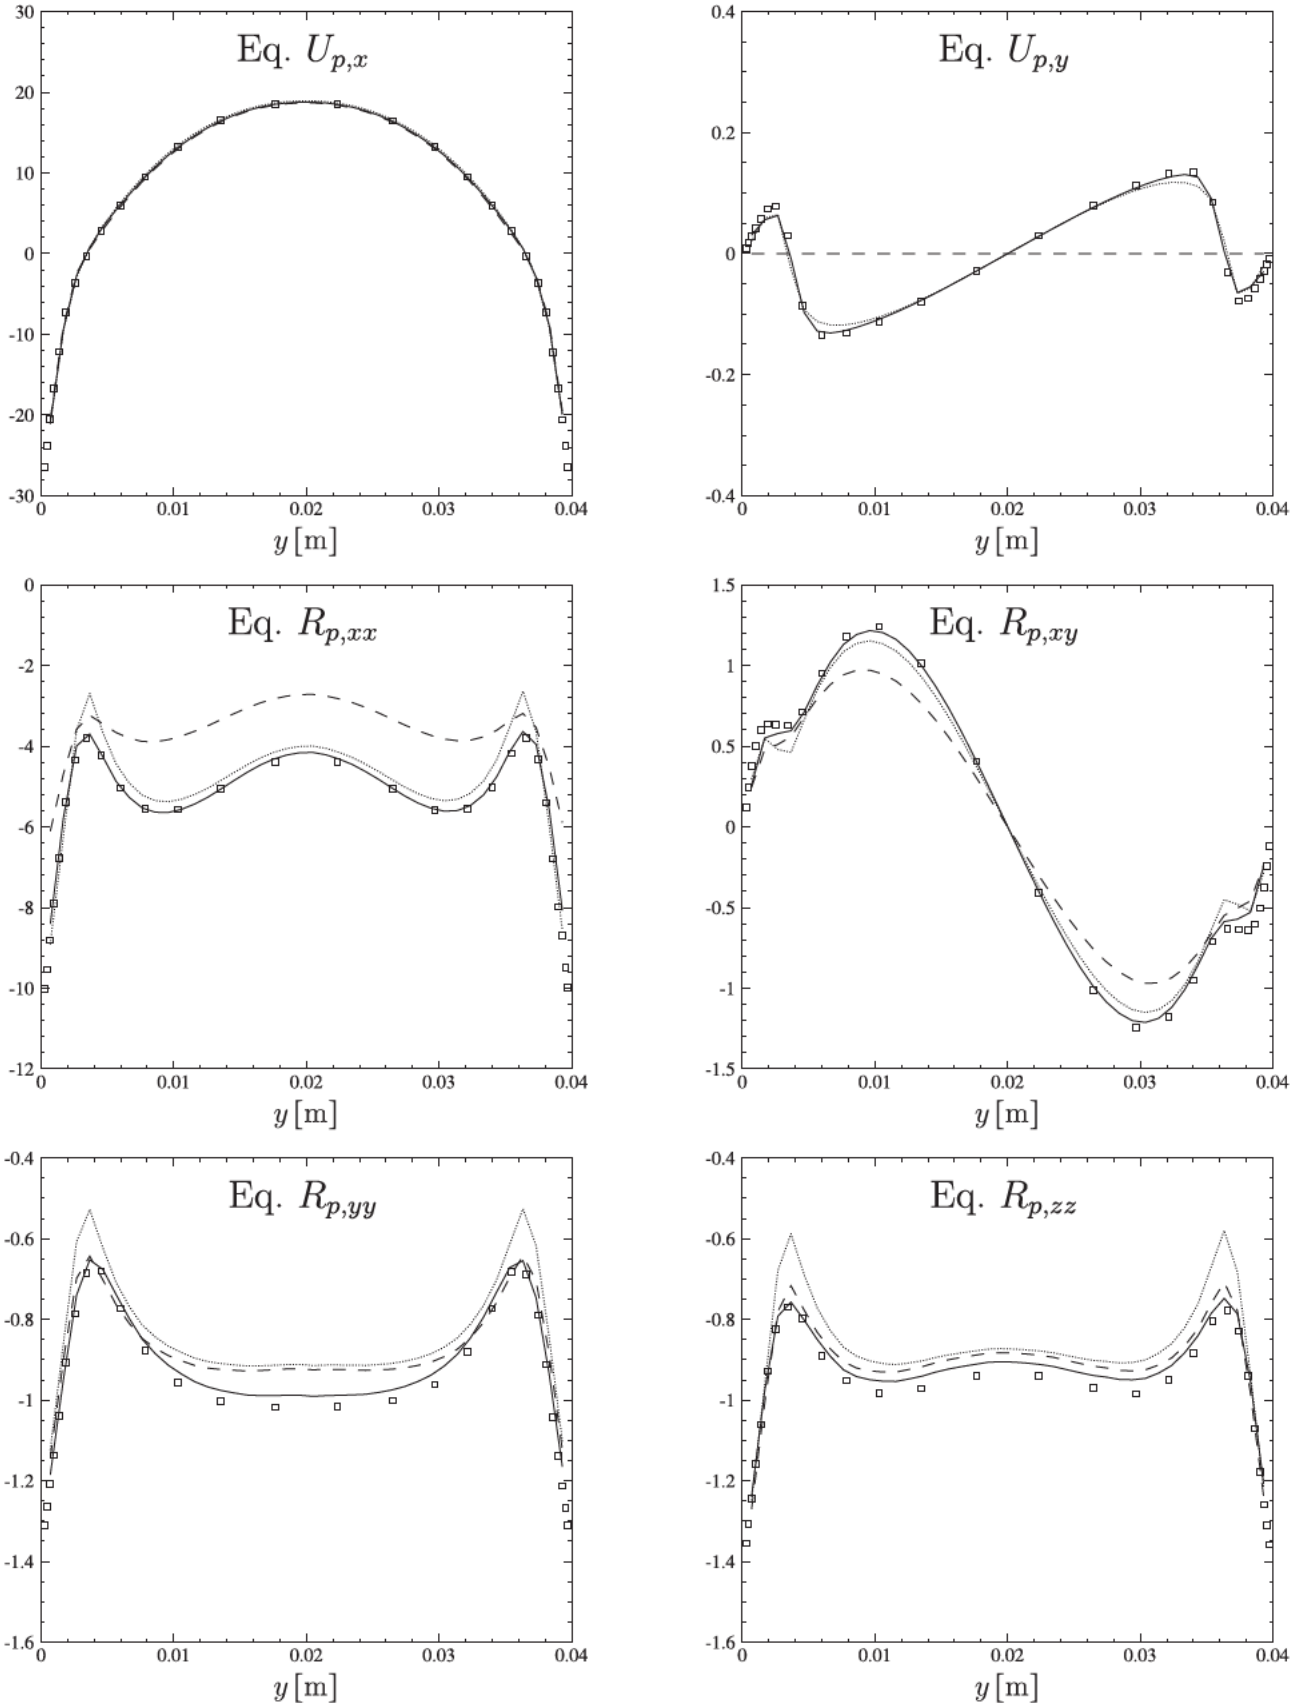 Eq. U_{p,x}
30
20
10
0
-10
-20
-30
0 0.01 0.02 0.03 0.04
y [m]
Eq. U_{p,y}
0.4
0.2
0
-0.2
-0.4
0 0.01 0.02 0.03 0.04
y [m]
Eq. R_{p,xx}
0
-2
-4
-6
-8
-10
-12
0 0.01 0.02 0.03 0.04
y [m]
Eq. R_{p,xy}
1.5
1
0.5
0
-0.5
-1
-1.5
0 0.01 0.02 0.03 0.04
y [m]
Eq. R_{p,yy}
-0.4
-0.6
-0.8
-1
-1.2
-1.4
-1.6
0 0.01 0.02 0.03 0.04
y [m]
Eq. R_{p,zz}
-0.4
-0.6
-0.8
-1
-1.2
-1.4
-1.6
0 0.01 0.02 0.03 0.04
y [m]